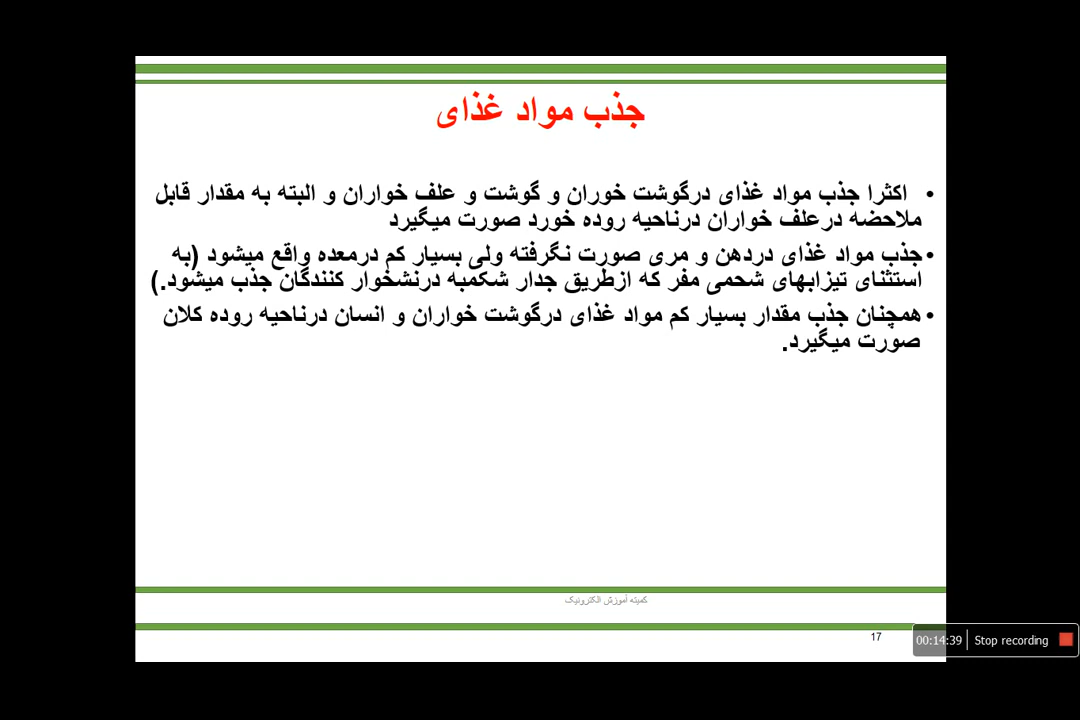 جذب مواد غذای
• اکثرا جذب مواد غذای درگوشت خوران و گوشت و علف خواران و البته به مقدار قابل
ملاحضه درعلف خواران درناحیه روده خورد صورت میگیرد
• جذب مواد غذای دردهن و مری صورت نگرفته ولی بسیار کم درمعده واقع میشود (به
استثنای تیزابهای شحمی مفر که ازطریق جدار شکمبه درنشخوار کنندگان جذب میشود.)
• همچنان جذب مقدار بسیار کم مواد غذای درگوشت خواران و انسان درناحیه روده کلان
صورت میگیرد.
کمیته آموزش الکترونیک
17
00:14:39 Stop recording